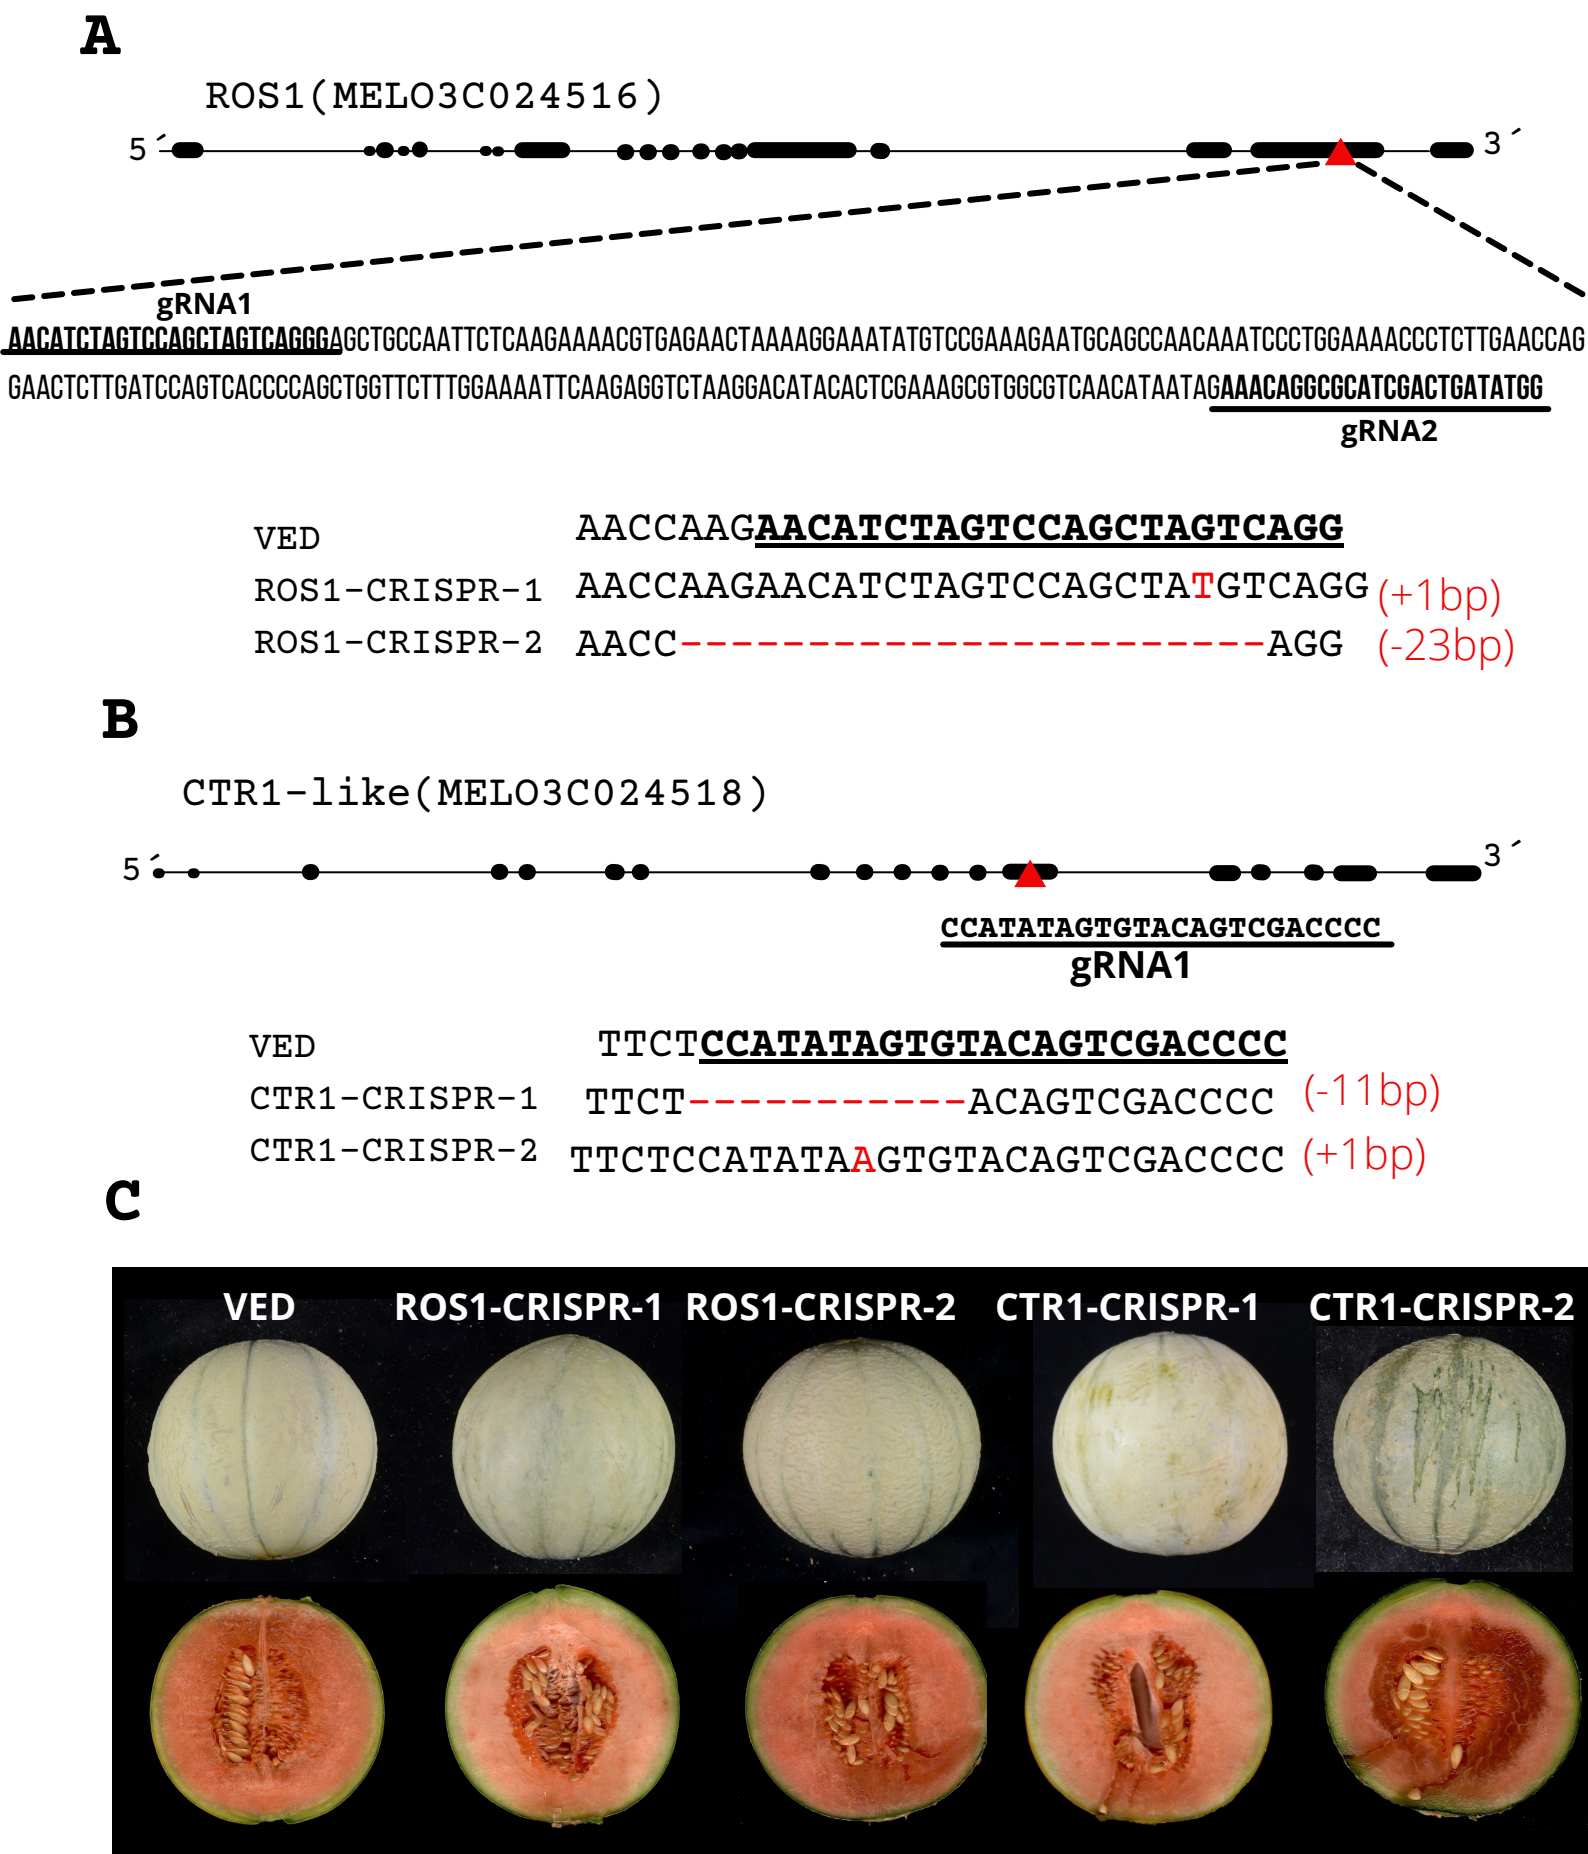 A
ROS1(MELO3C024516)
5´ 3´
gRNA1
AACATCTAGTCCAGCTAGTCAGGGAGCTGCCAATTCTCAAGAAAACGTGAGAACTAAAAGGAAATATGTCCGAAAGAATGCAGCCAACAAATCCCTGGAAAACCCTCTTGAACCAG
GAACTCTTGATCCAGTCACCCCAGCTGGTTCTTTGGAAAATTCAAGAGGTCTAAGGACATACACTCGAAAGCGTGGCGTCAACATAATAGAAACAGGCGCATCGACTGATATGG
gRNA2
VED AACCAAGAACATCTAGTCCAGCTAGTCAGG
ROS1-CRISPR-1 AACCAAGAACATCTAGTCCAGCTATGTCAGG (+1bp)
ROS1-CRISPR-2 AACC-----------------------AGG (-23bp)
B
CTR1-like(MELO3C024518)
5´ 3´
CCATATAGTGTACAGTCGACCCC
gRNA1
VED TTCTCCATATAGTGTACAGTCGACCCC
CTR1-CRISPR-1 TTCT-----------ACAGTCGACCCC (-11bp)
CTR1-CRISPR-2 TTCTCCATATAAGTGTACAGTCGACCCC (+1bp)
C
VED ROS1-CRISPR-1 ROS1-CRISPR-2 CTR1-CRISPR-1 CTR1-CRISPR-2